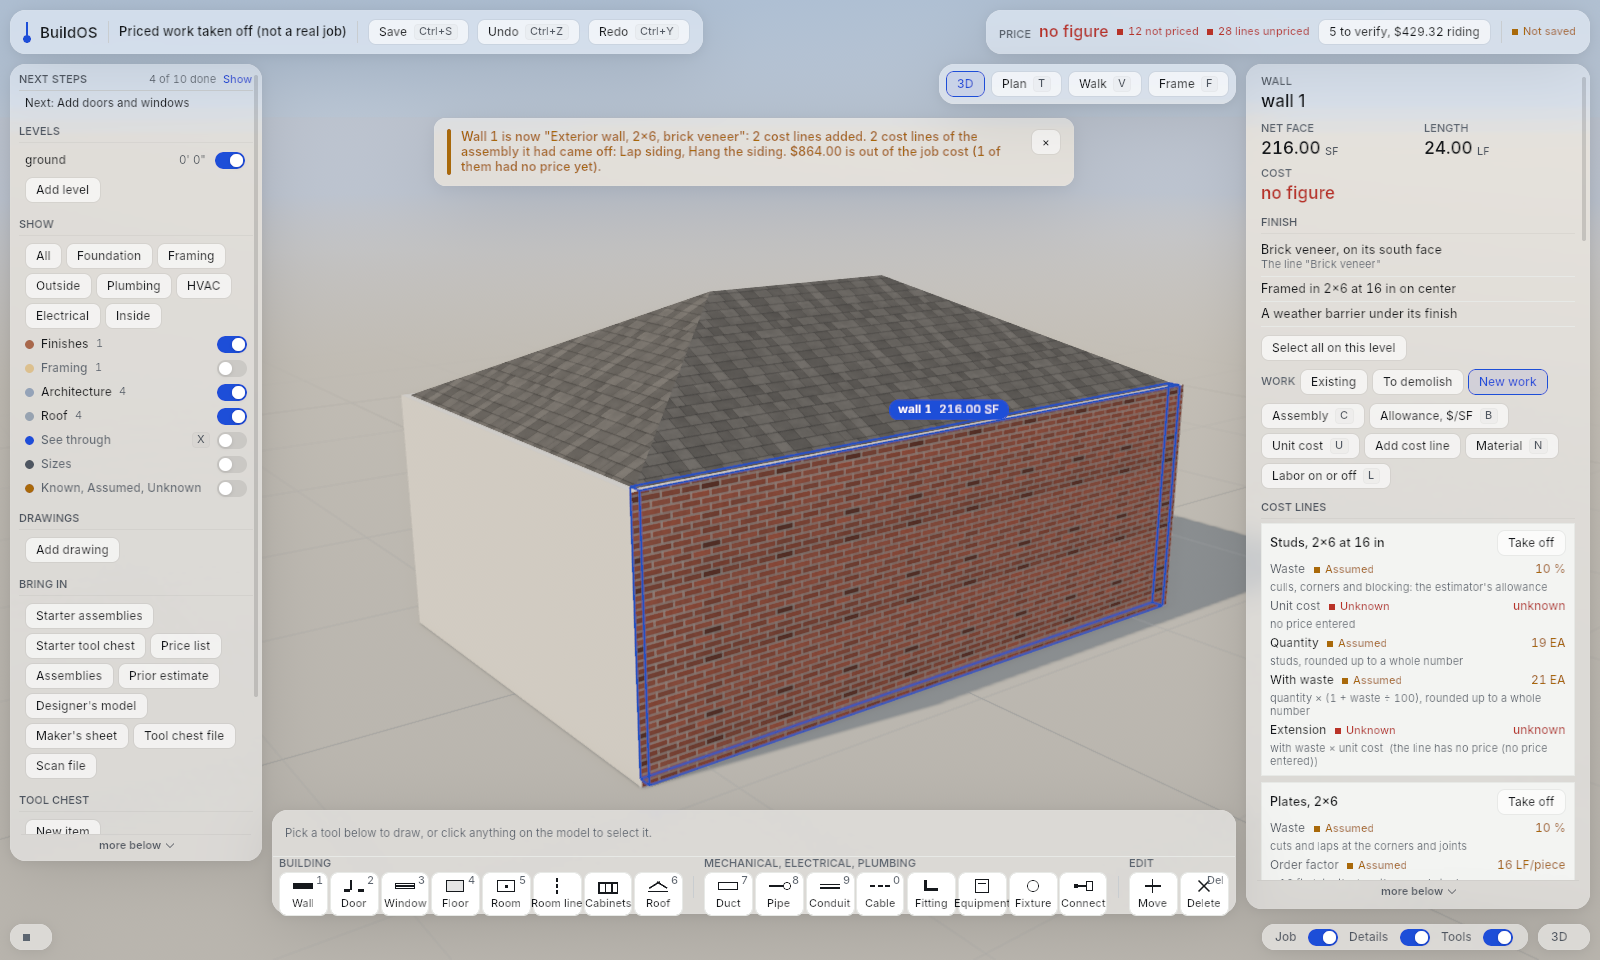 BuildOS
Priced work taken off (not a real job)
Save Ctrl+S
Undo Ctrl+Z
Redo Ctrl+Y
PRICE no figure
12 not priced
28 lines unpriced
5 to verify, $429.32 riding
Not saved
NEXT STEPS
4 of 10 done Show
Next: Add doors and windows
LEVELS
ground 0' 0"
Add level
SHOW
All Foundation Framing
Outside Plumbing HVAC
Electrical Inside
Finishes 1
Framing 1
Architecture 4
Roof 4
See through X
Sizes
Known, Assumed, Unknown
DRAWINGS
Add drawing
BRING IN
Starter assemblies
Starter tool chest Price list
Assemblies Prior estimate
Designer's model
Maker's sheet Tool chest file
Scan file
TOOL CHEST
New item
more below
3D
Plan T
Walk V
Frame F
Wall 1 is now "Exterior wall, 2×6, brick veneer": 2 cost lines added. 2 cost lines of the
assembly it had came off: Lap siding, Hang the siding. $864.00 is out of the job cost (1 of
them had no price yet).
×
wall 1 216.00 SF
Pick a tool below to draw, or click anything on the model to select it.
BUILDING
Wall 1
Door 2
Window 3
Floor 4
Room 5
Room line
Cabinets
Roof 6
MECHANICAL, ELECTRICAL, PLUMBING
Duct 7
Pipe 8
Conduit 9
Cable 0
Fitting
Equipment
Fixture
Connect
EDIT
Move
Delete Del
WALL
wall 1
NET FACE LENGTH
216.00 SF 24.00 LF
COST
no figure
FINISH
Brick veneer, on its south face
The line "Brick veneer"
Framed in 2×6 at 16 in on center
A weather barrier under its finish
Select all on this level
WORK Existing To demolish New work
Assembly C Allowance, $/SF B
Unit cost U Add cost line Material N
Labor on or off L
COST LINES
Studs, 2×6 at 16 in Take off
Waste Assumed 10 %
culls, corners and blocking: the estimator's allowance
Unit cost Unknown unknown
no price entered
Quantity Assumed 19 EA
studs, rounded up to a whole number
With waste Assumed 21 EA
quantity × (1 + waste ÷ 100), rounded up to a whole
number
Extension Unknown unknown
with waste × unit cost (the line has no price (no price
entered))
Plates, 2×6 Take off
Waste Assumed 10 %
cuts and laps at the corners and joints
Order factor Assumed 16 LF/piece
more below
Job Details Tools 3D